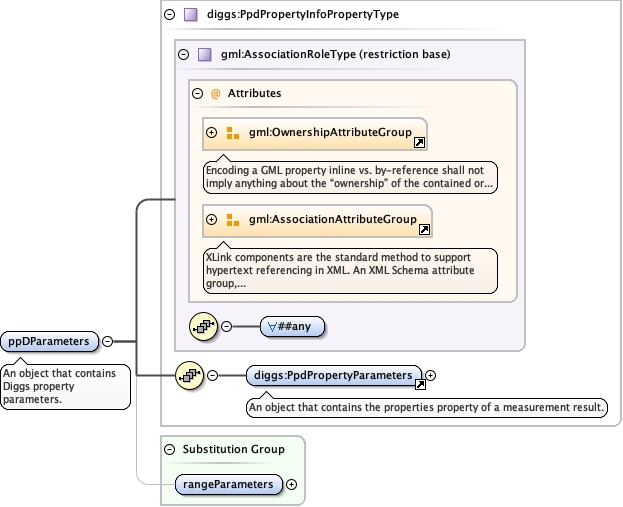 diggs:PpdPropertyInfoPropertyType
gml:AssociationRoleType (restriction base)
@ Attributes
gml:OwnershipAttributeGroup
Encoding a GML property inline vs. by-reference shall not
imply anything about the “ownership” of the contained or...
gml:AssociationAttributeGroup
XLink components are the standard method to support
hypertext referencing in XML. An XML Schema attribute
group,...
∀##any
ppDParameters
An object that contains
Diggs property
parameters.
diggs:PpdPropertyParameters
An object that contains the properties property of a measurement result.
Substitution Group
rangeParameters